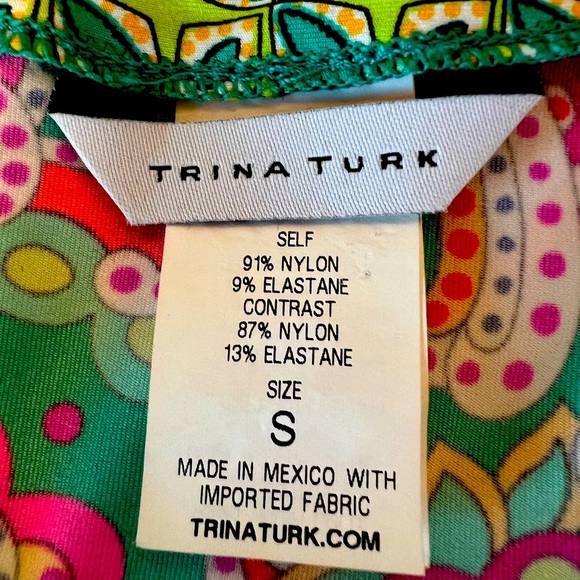 TRINA TURK
SELF
91% NYLON
9% ELASTANE
CONTRAST
87% NYLON
13% ELASTANE
SIZE
S
MADE IN MEXICO WITH
IMPORTED FABRIC
TRINATURK.COM